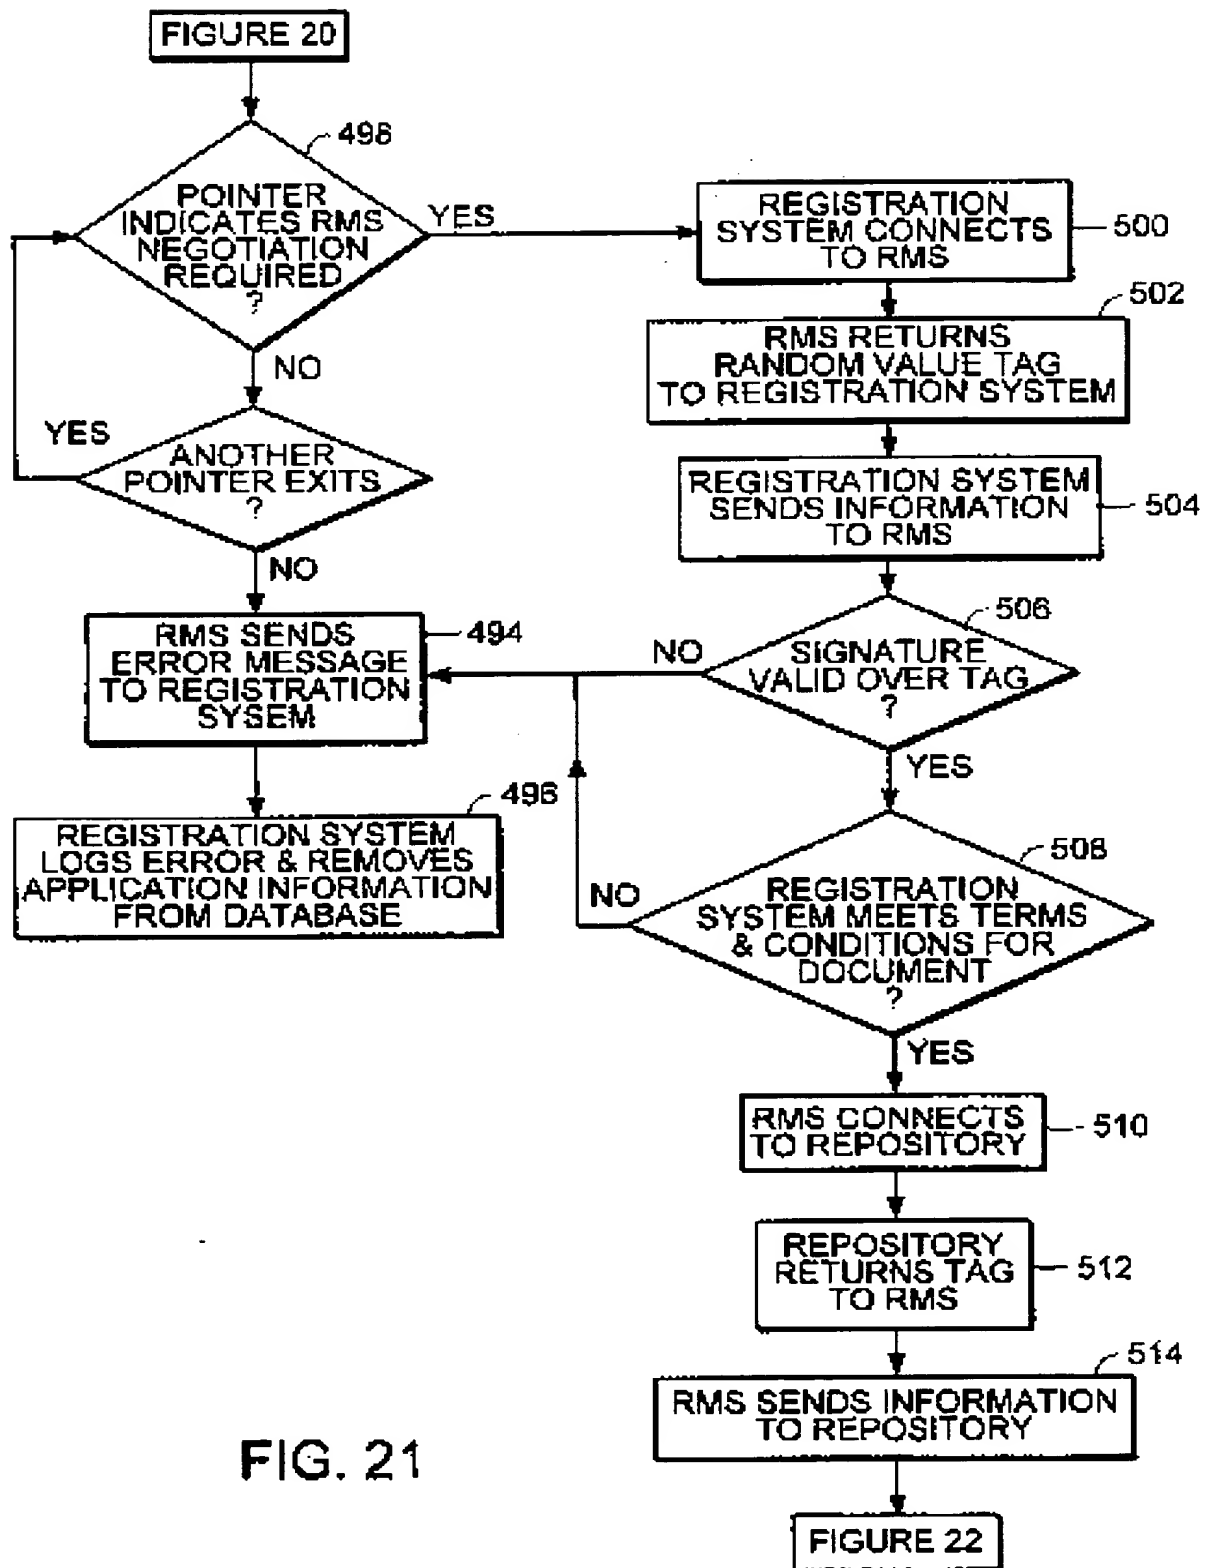 FIGURE 20
498
POINTER
INDICATES RMS
NEGOTIATION
REQUIRED
?
YES
NO
YES
ANOTHER
POINTER EXITS
?
NO
RMS SENDS
ERROR MESSAGE
TO REGISTRATION
SYSEM
494
REGISTRATION SYSTEM
LOGS ERROR & REMOVES
APPLICATION INFORMATION
FROM DATABASE
496
REGISTRATION
SYSTEM CONNECTS
TO RMS
500
502
RMS RETURNS
RANDOM VALUE TAG
TO REGISTRATION SYSTEM
REGISTRATION SYSTEM
SENDS INFORMATION
TO RMS
504
506
SIGNATURE
VALID OVER TAG
?
NO
YES
508
REGISTRATION
SYSTEM MEETS TERMS
& CONDITIONS FOR
DOCUMENT
?
NO
YES
RMS CONNECTS
TO REPOSITORY
510
REPOSITORY
RETURNS TAG
TO RMS
512
514
RMS SENDS INFORMATION
TO REPOSITORY
FIGURE 22
FIG. 21